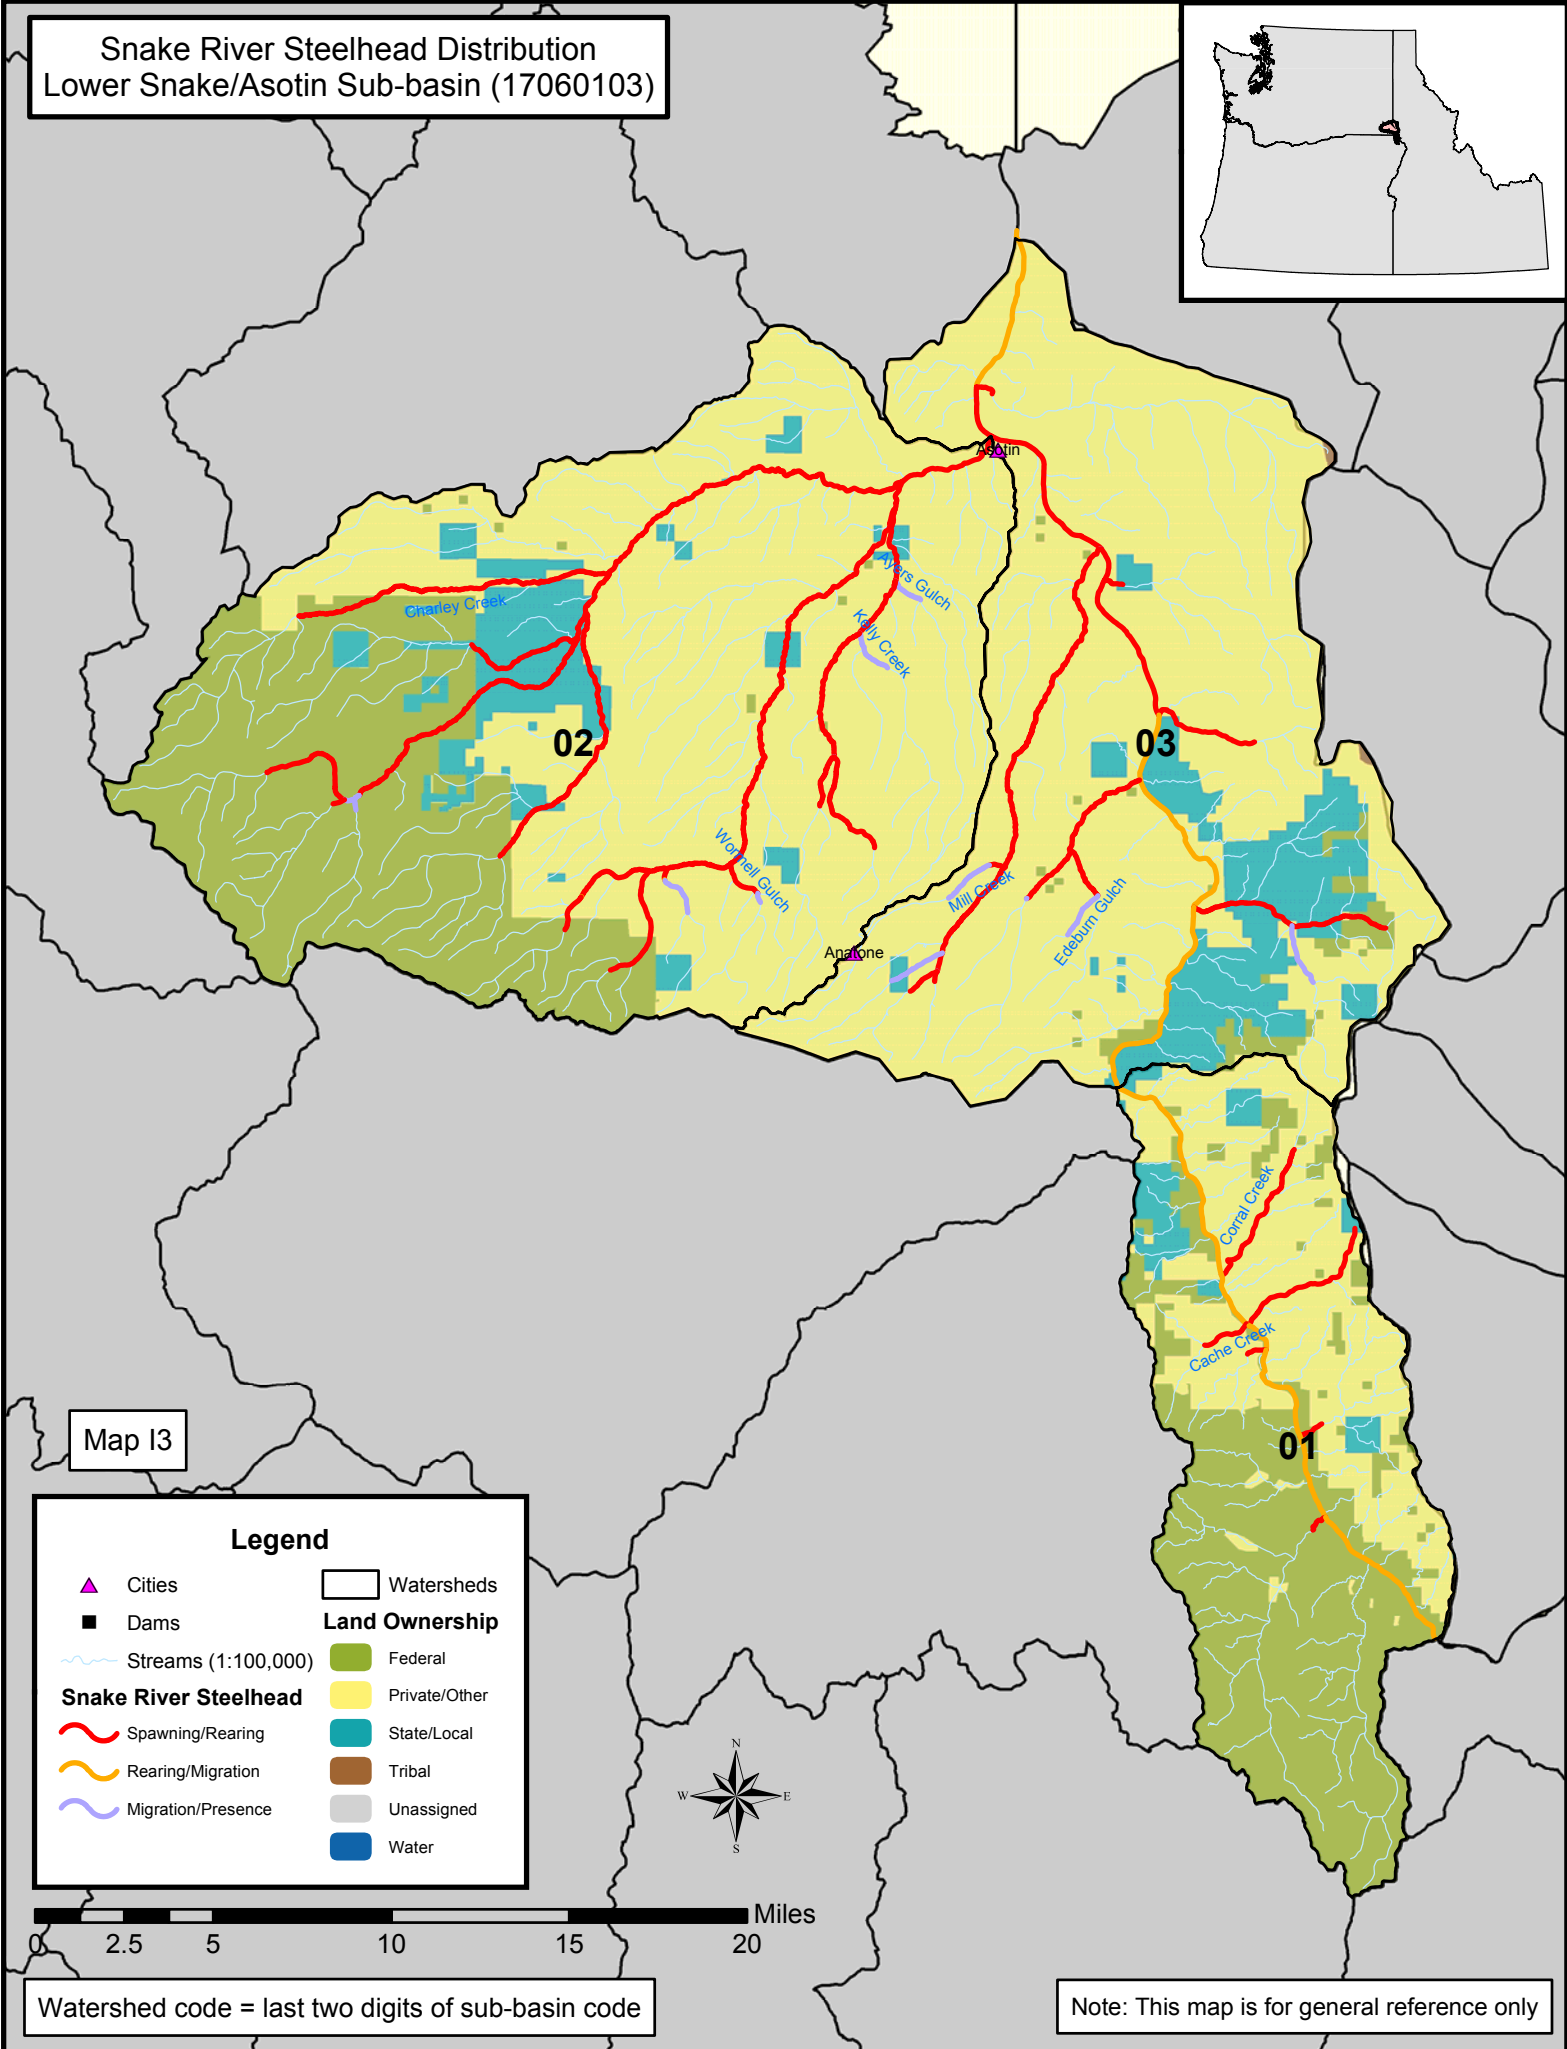 Snake River Steelhead Distribution
Lower Snake/Asotin Sub-basin (17060103)
Asotin
Ayers Gulch
Charley Creek
Kelly Creek
02
03
Wormell Gulch
Mill Creek
Edeburn Gulch
Anatone
Corral Creek
Cache Creek
01
Map I3
Legend
Cities
Dams
Streams (1:100,000)
Snake River Steelhead
Spawning/Rearing
Rearing/Migration
Migration/Presence
Watersheds
Land Ownership
Federal
Private/Other
State/Local
Tribal
Unassigned
Water
N
W E
S
Miles
0 2.5 5 10 15 20
Watershed code = last two digits of sub-basin code
Note: This map is for general reference only